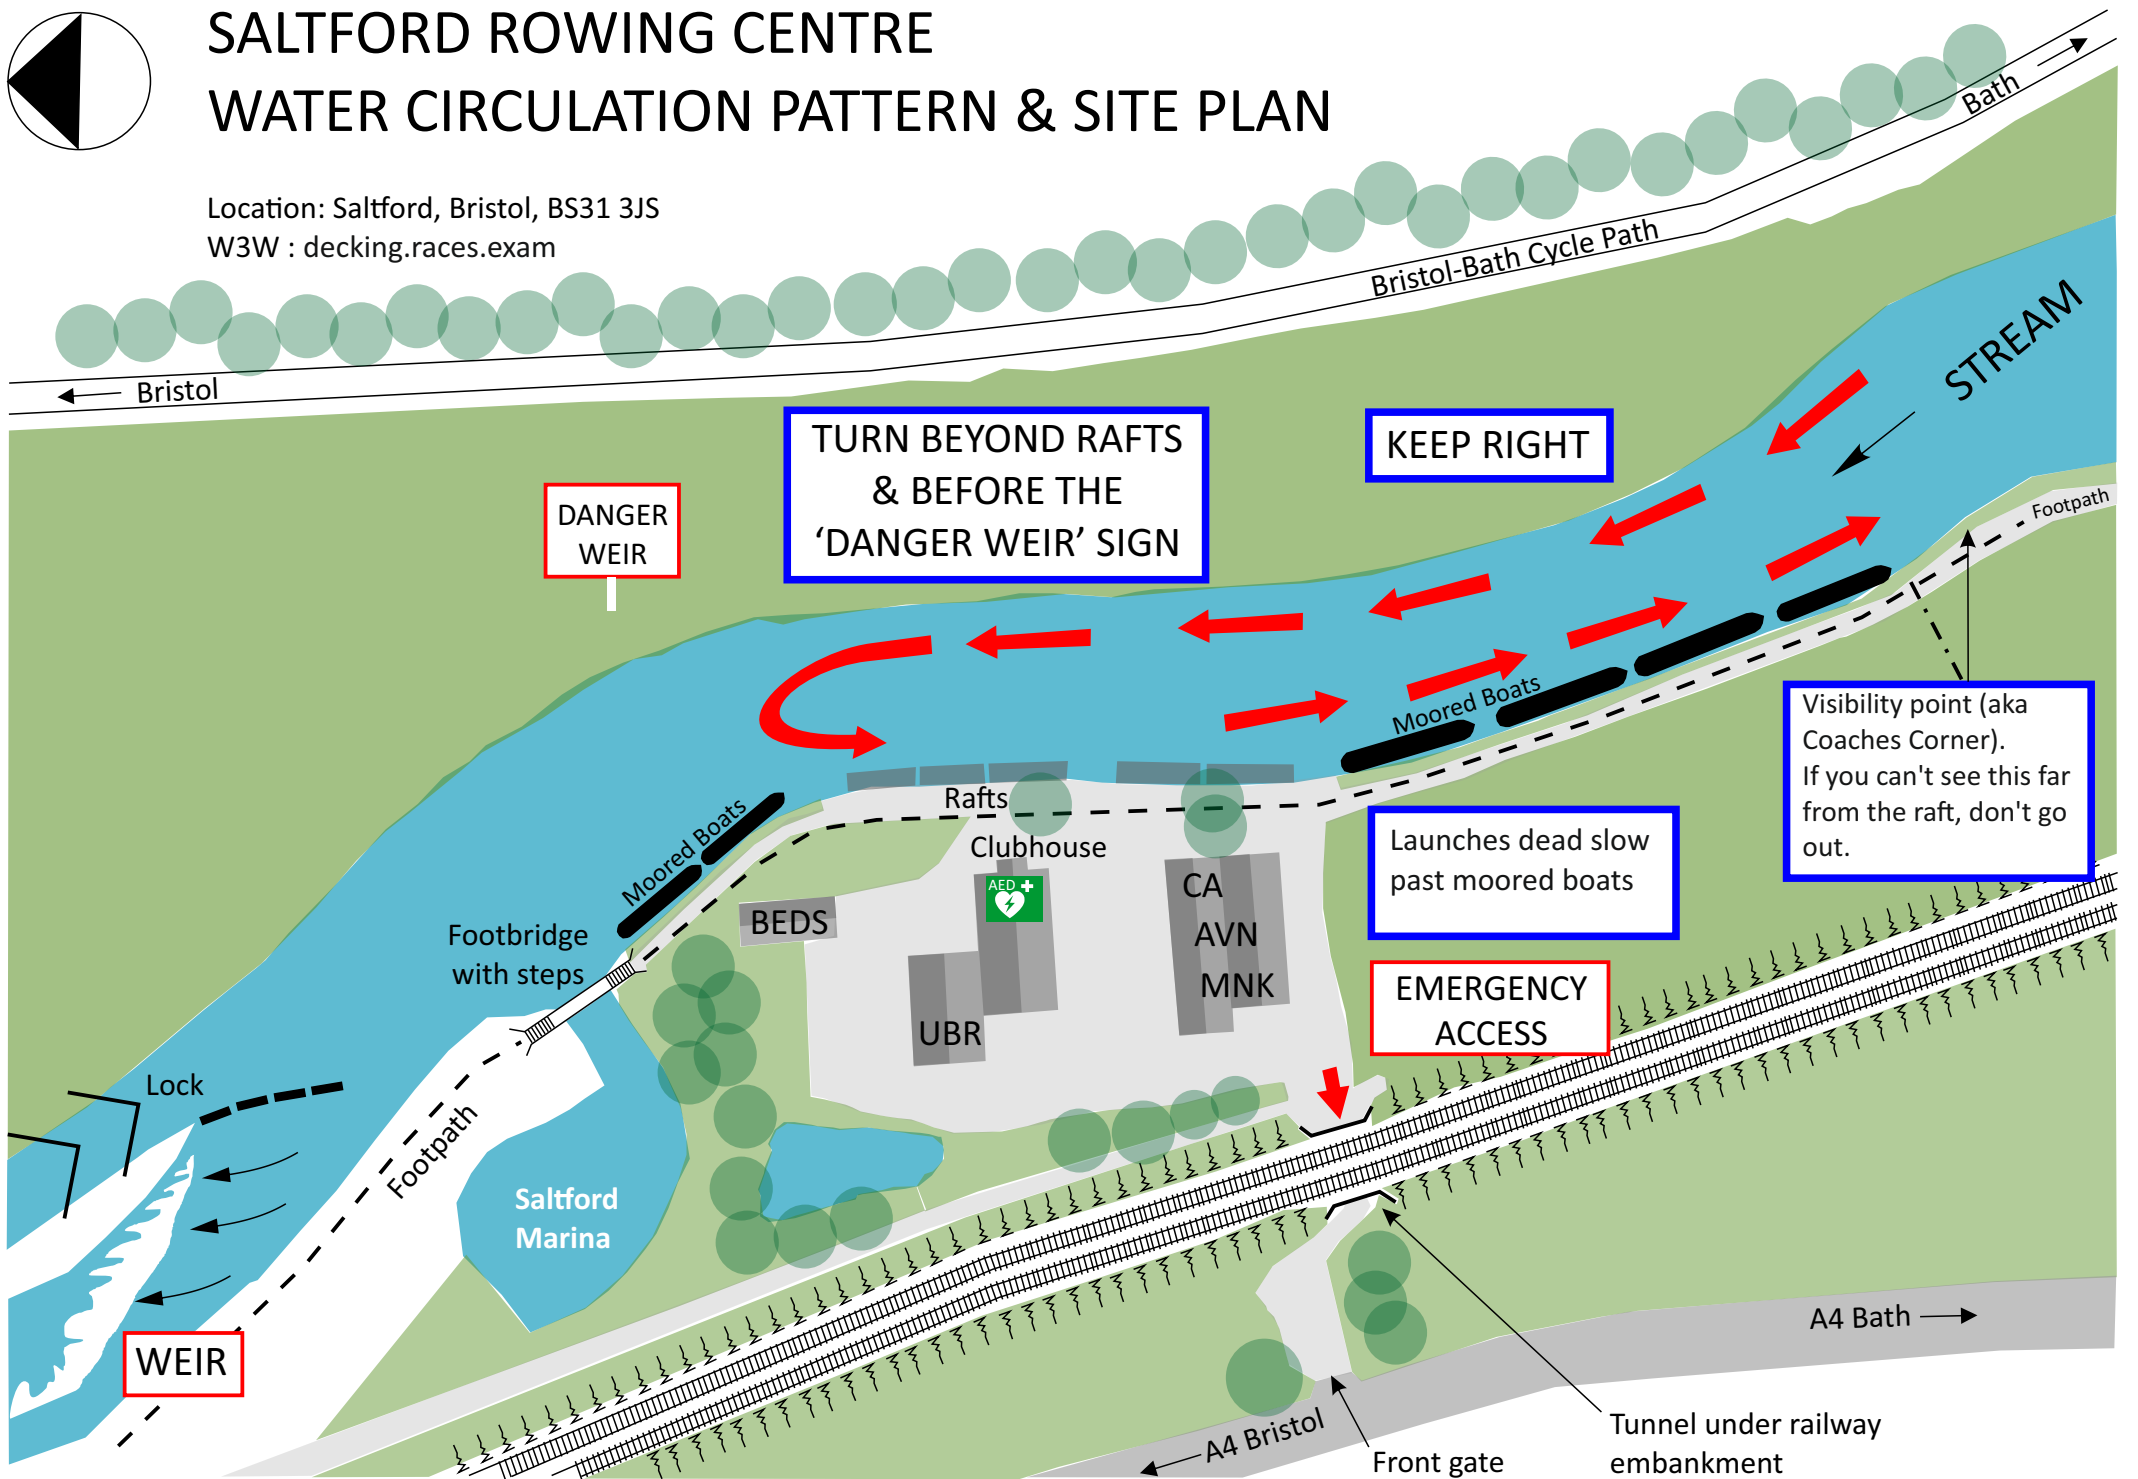 SALTFORD ROWING CENTRE
WATER CIRCULATION PATTERN & SITE PLAN
Location: Saltford, Bristol, BS31 3JS
W3W : decking.races.exam
Bath
Bristol-Bath Cycle Path
Bristol
STREAM
TURN BEYOND RAFTS
& BEFORE THE
‘DANGER WEIR’ SIGN
KEEP RIGHT
DANGER
WEIR
Footpath
Moored Boats
Visibility point (aka
Coaches Corner).
If you can't see this far
from the raft, don't go
out.
Rafts
Moored Boats
Clubhouse
Launches dead slow
past moored boats
AED
CA
AVN
MNK
BEDS
UBR
Footbridge
with steps
EMERGENCY
ACCESS
Lock
Footpath
Saltford
Marina
WEIR
A4 Bath
A4 Bristol
Front gate
Tunnel under railway
embankment